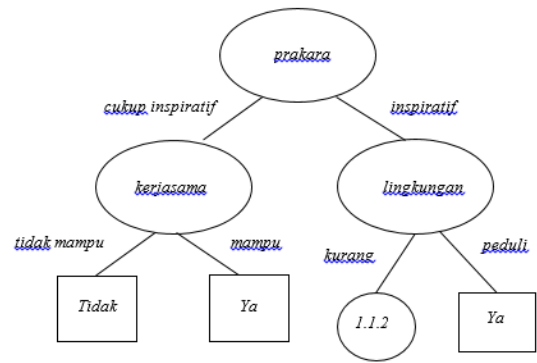 prakara
cukup inspiratif
inspiratif
kerjasama
lingkungan
tidak mampu
mampu
kurang
peduli
Tidak
Ya
1.1.2
Ya